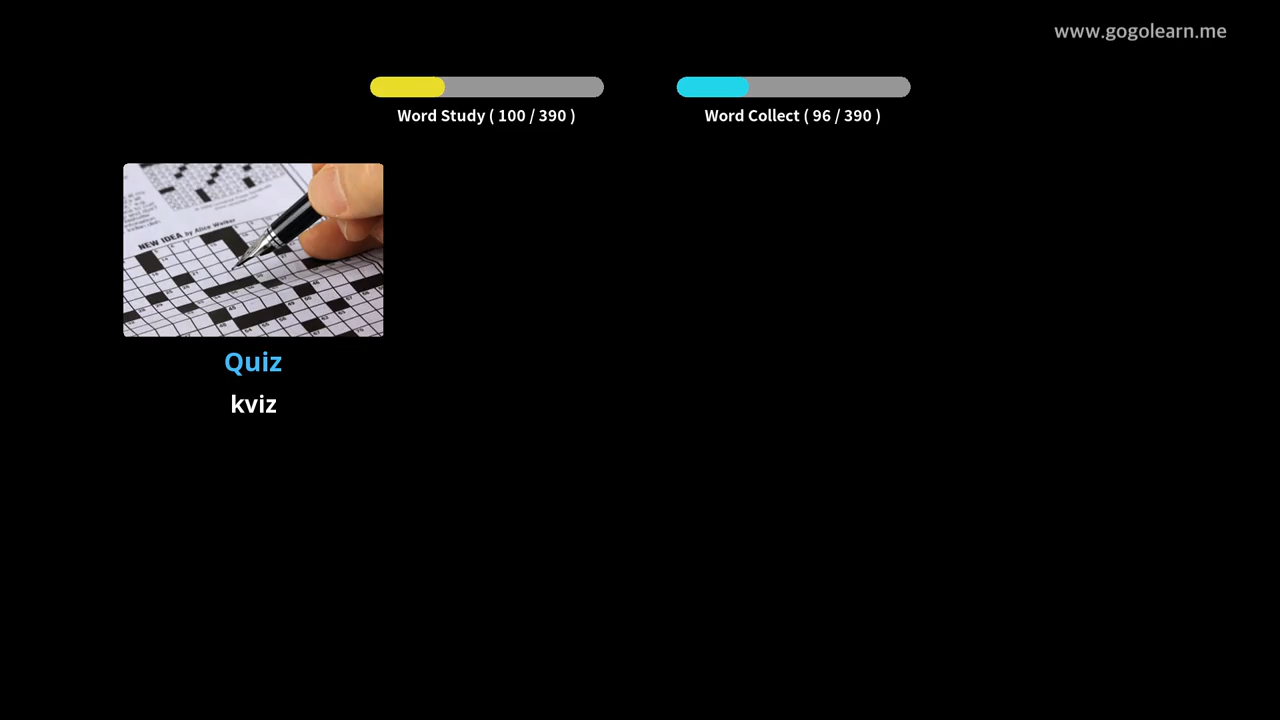 www.gogolearn.me
Word Study ( 100 / 390 )
Word Collect ( 96 / 390 )
NEW IDEA by Alice Walker
Quiz
kviz